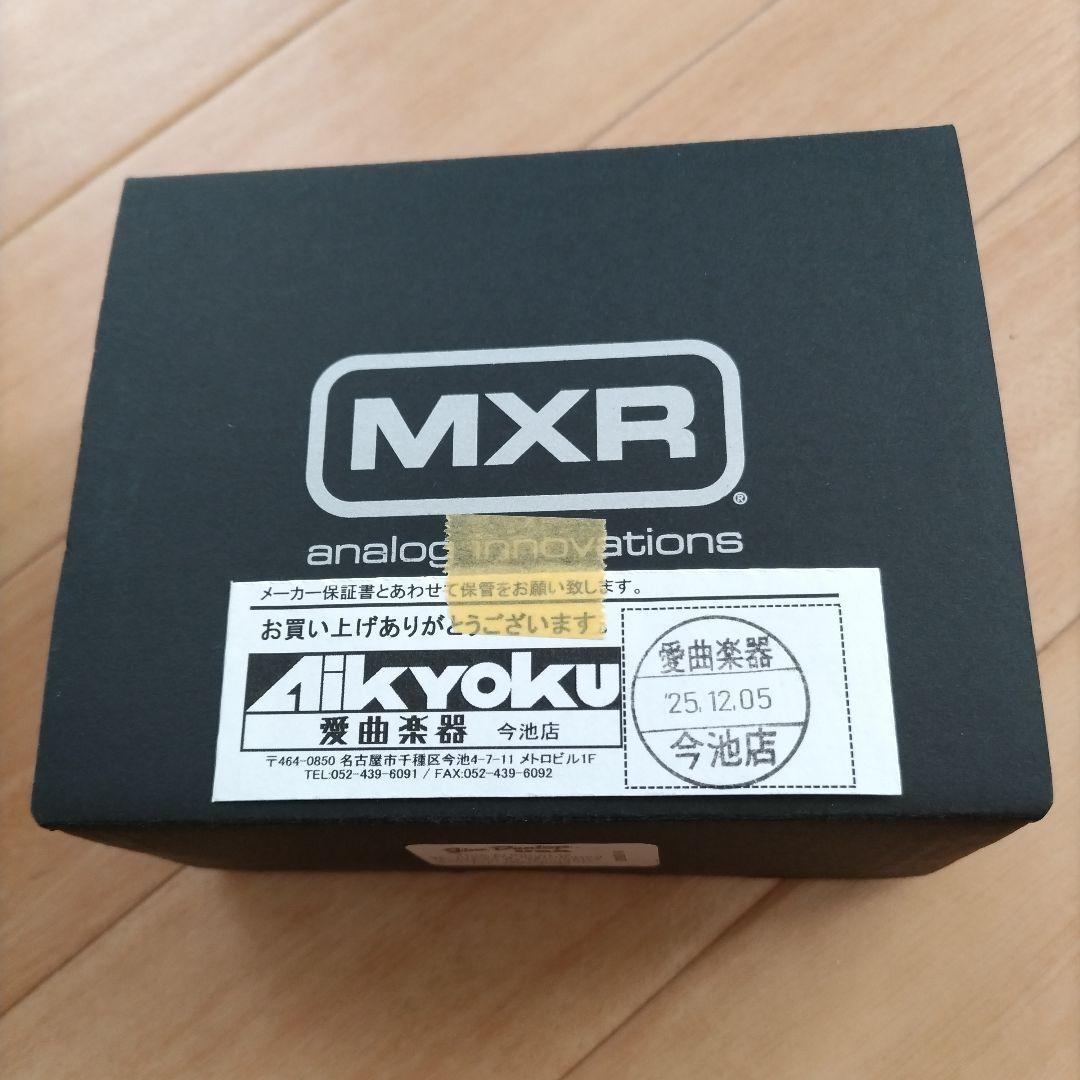 MXR
®
analog innovations
メーカー保証書とあわせて保管をお願い致します。
お買い上げありがとうございます。
AiKYOKU
愛曲楽器 今池店
〒464-0850 名古屋市千種区今池4-7-11 メトロビル1F
TEL:052-439-6091 / FAX:052-439-6092
愛曲楽器
'25.12.05
今池店
Jim Dunlop
U.S.A.